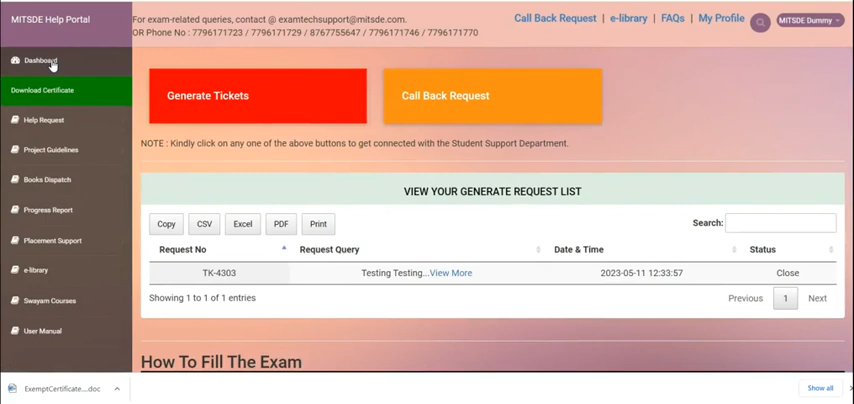 MITSDE Help Portal
For exam-related queries, contact @ examtechsupport@mitsde.com.
OR Phone No : 7796171723 / 7796171729 / 8767755647 / 7796171746 / 7796171770
Call Back Request | e-library | FAQs | My Profile
MITSDE Dummy
Dashboard
Download Certificate
Help Request
Project Guidelines
Books Dispatch
Progress Report
Placement Support
e-library
Swayam Courses
User Manual
Generate Tickets
Call Back Request
NOTE : Kindly click on any one of the above buttons to get connected with the Student Support Department.
VIEW YOUR GENERATE REQUEST LIST
Copy CSV Excel PDF Print
Search:
Request No Request Query Date & Time Status
TK-4303 Testing Testing...View More 2023-05-11 12:33:57 Close
Showing 1 to 1 of 1 entries
Previous 1 Next
How To Fill The Exam
ExemptCertificate....doc
Show all